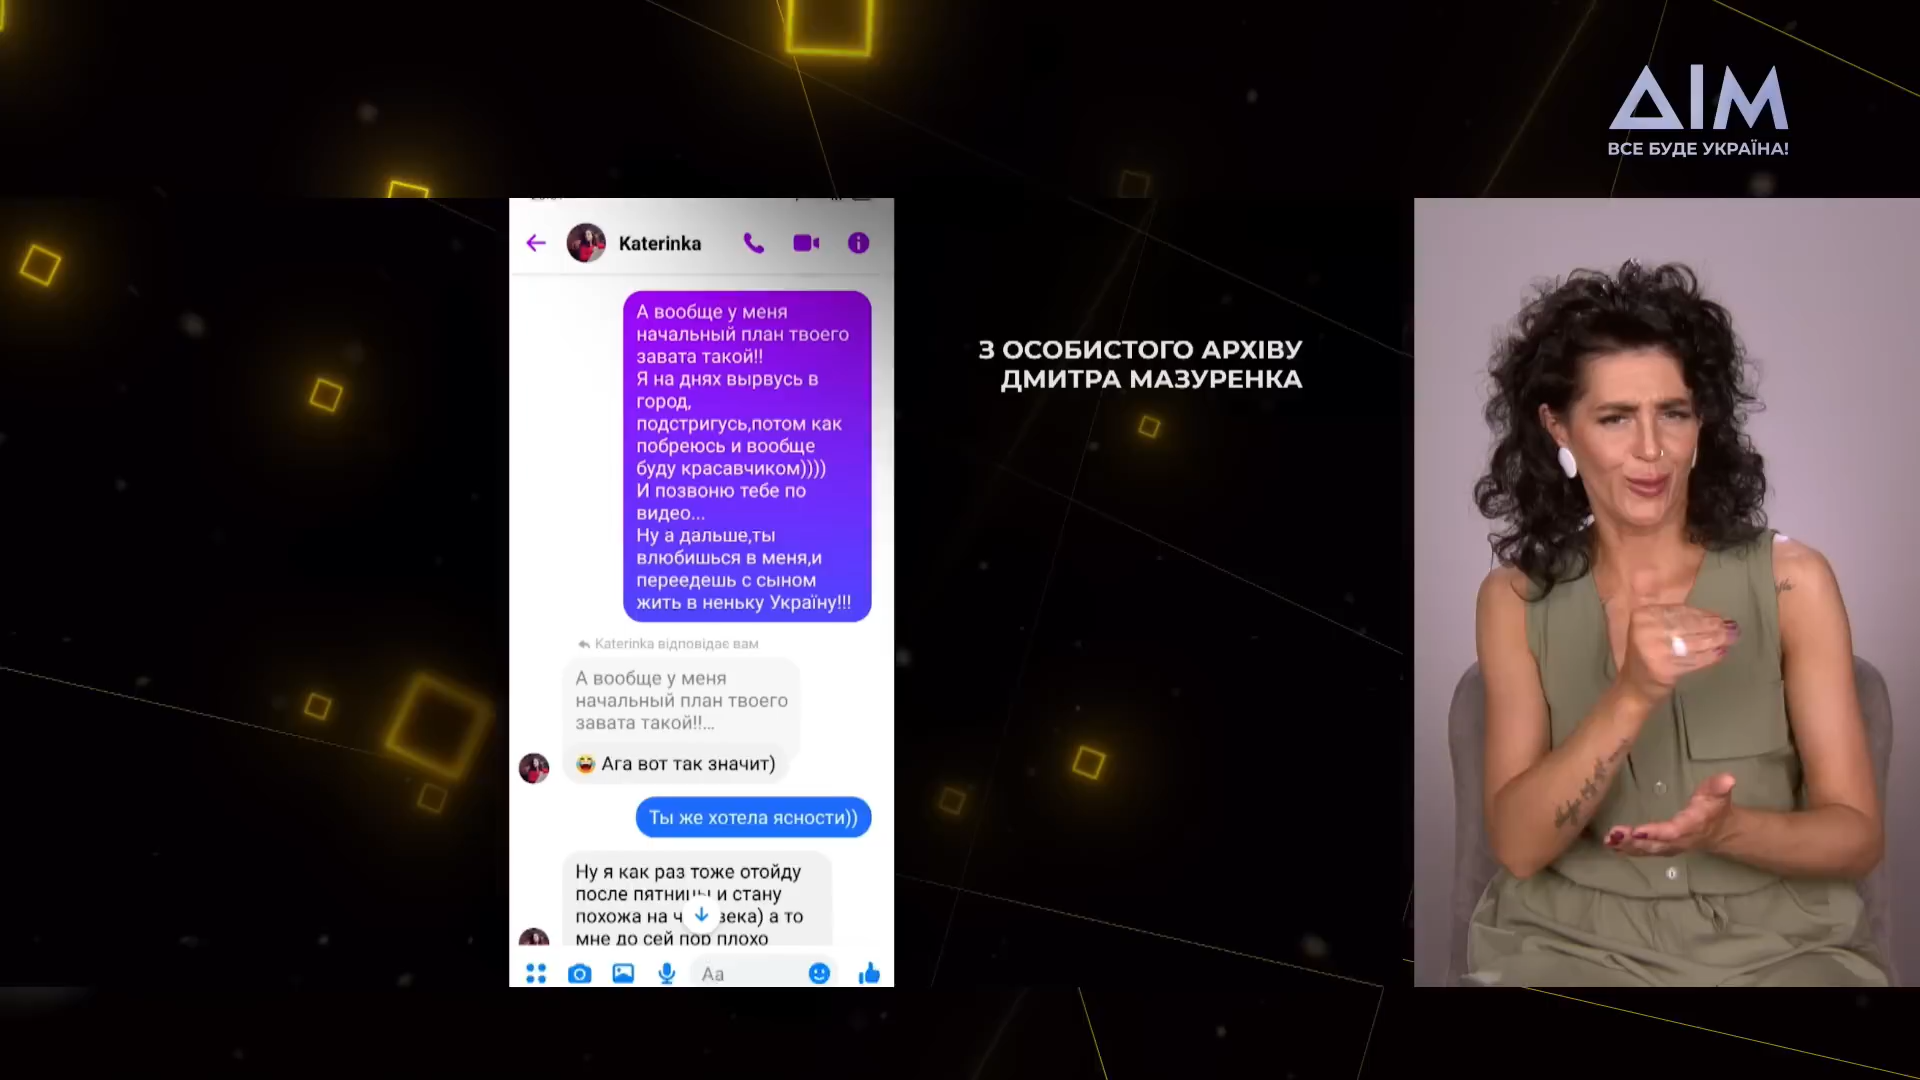 ДІМ
ВСЕ БУДЕ УКРАЇНА!
Katerinka
А вообще у меня
начальный план твоего
завата такой!!
Я на днях вырвусь в
город,
подстригусь,потом как
побреюсь и вообще
буду красавчиком))))
И позвоню тебе по
видео...
Ну а дальше,ты
влюбишься в меня,и
переедешь с сыном
жить в неньку Україну!!!
Katerinka відповідає вам
А вообще у меня
начальный план твоего
завата такой!!...
😂 Ага вот так значит)
Ты же хотела ясности))
Ну я как раз тоже отойду
после пятницы и стану
похожа на ) а то
мне до сей пор плохо
Aa
З ОСОБИСТОГО АРХІВУ
ДМИТРА МАЗУРЕНКА